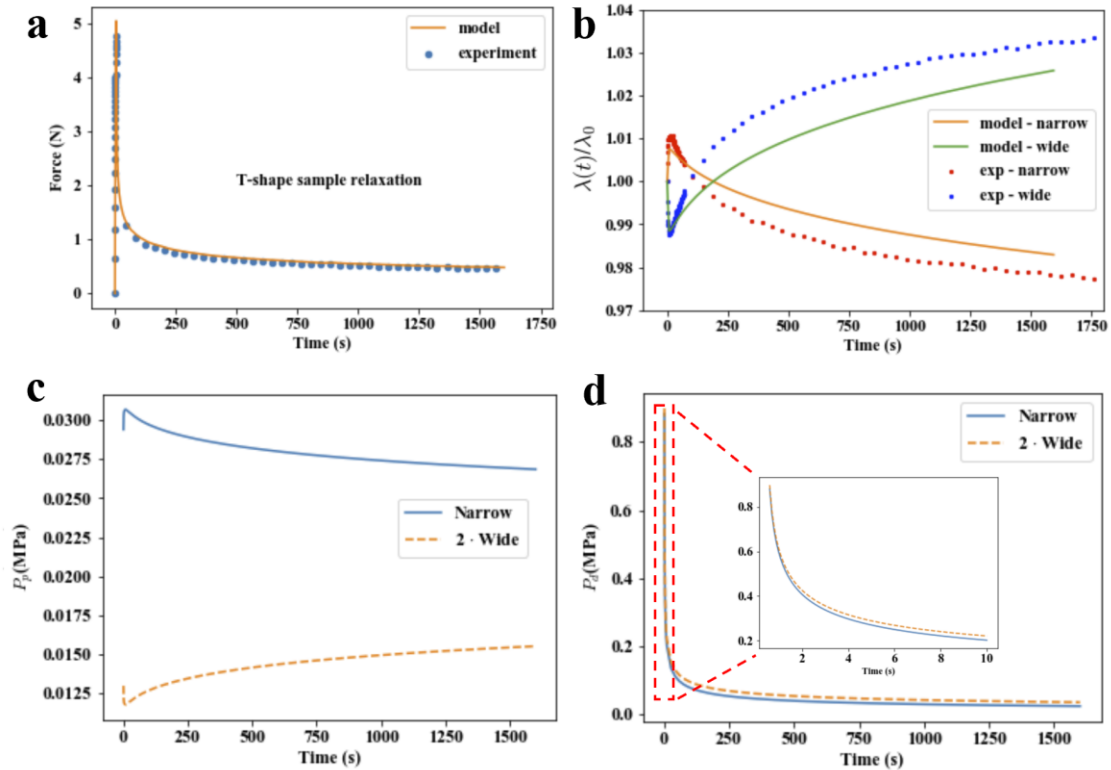 a
5
4
3
2
1
0
Force (N)
model
experiment
T-shape sample relaxation
0 250 500 750 1000 1250 1500 1750
Time (s)
b
1.04
1.03
1.02
1.01
1.00
0.99
0.98
0.97
λ(t)/λ₀
model - narrow
model - wide
exp - narrow
exp - wide
0 250 500 750 1000 1250 1500 1750
Time (s)
c
0.0300
0.0275
0.0250
0.0225
0.0200
0.0175
0.0150
0.0125
Pₚ(MPa)
Narrow
2 · Wide
0 250 500 750 1000 1250 1500
Time (s)
d
0.8
0.6
0.4
0.2
0.0
P_d(MPa)
Narrow
2 · Wide
0.8
0.6
0.4
0.2
2 4 6 8 10
Time (s)
0 250 500 750 1000 1250 1500
Time (s)